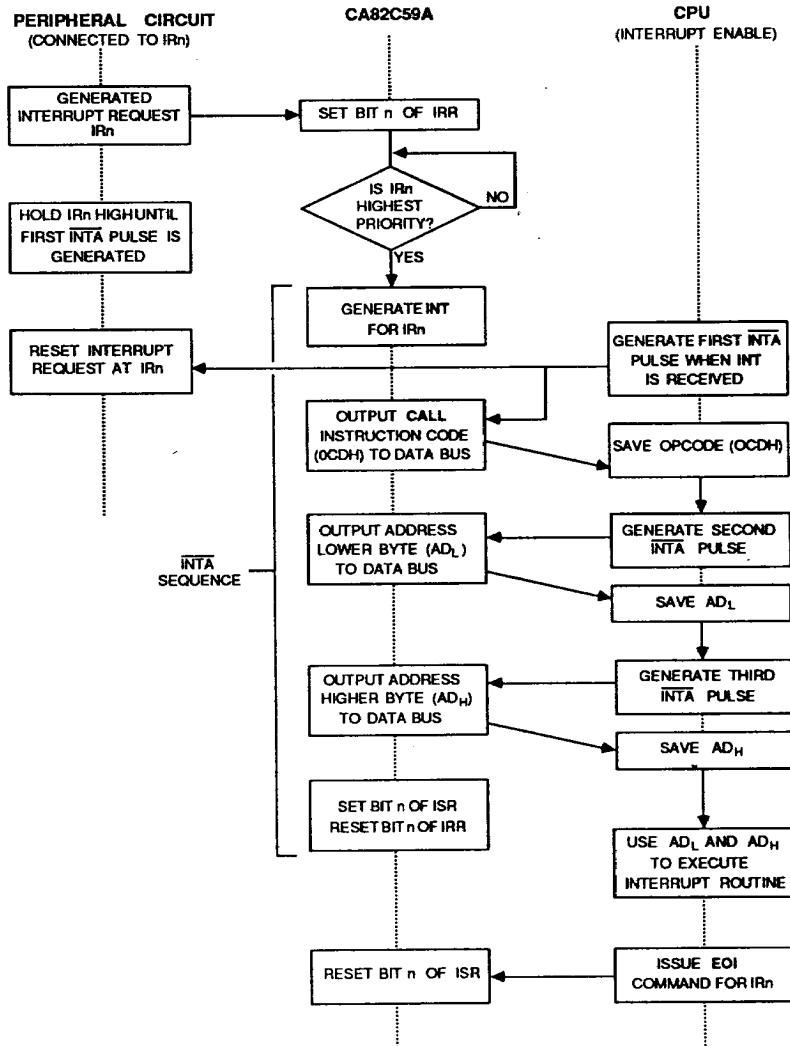 PERIPHERAL CIRCUIT
(CONNECTED TO IRn)
CA82C59A
CPU
(INTERRUPT ENABLE)
GENERATED
INTERRUPT REQUEST
IRn
SET BIT n OF IRR
IS IRn
HIGHEST
PRIORITY?
NO
YES
HOLD IRn HIGH UNTIL
FIRST INTA PULSE IS
GENERATED
GENERATE INT
FOR IRn
RESET INTERRUPT
REQUEST AT IRn
GENERATE FIRST INTA
PULSE WHEN INT
IS RECEIVED
OUTPUT CALL
INSTRUCTION CODE
(0CDH) TO DATA BUS
SAVE OPCODE (OCDH)
OUTPUT ADDRESS
LOWER BYTE (ADL)
TO DATA BUS
GENERATE SECOND
INTA PULSE
INTA
SEQUENCE
SAVE ADL
OUTPUT ADDRESS
HIGHER BYTE (ADH)
TO DATA BUS
GENERATE THIRD
INTA PULSE
SAVE ADH
SET BIT n OF ISR
RESET BIT n OF IRR
USE ADL AND ADH
TO EXECUTE
INTERRUPT ROUTINE
RESET BIT n OF ISR
ISSUE EOI
COMMAND FOR IRn